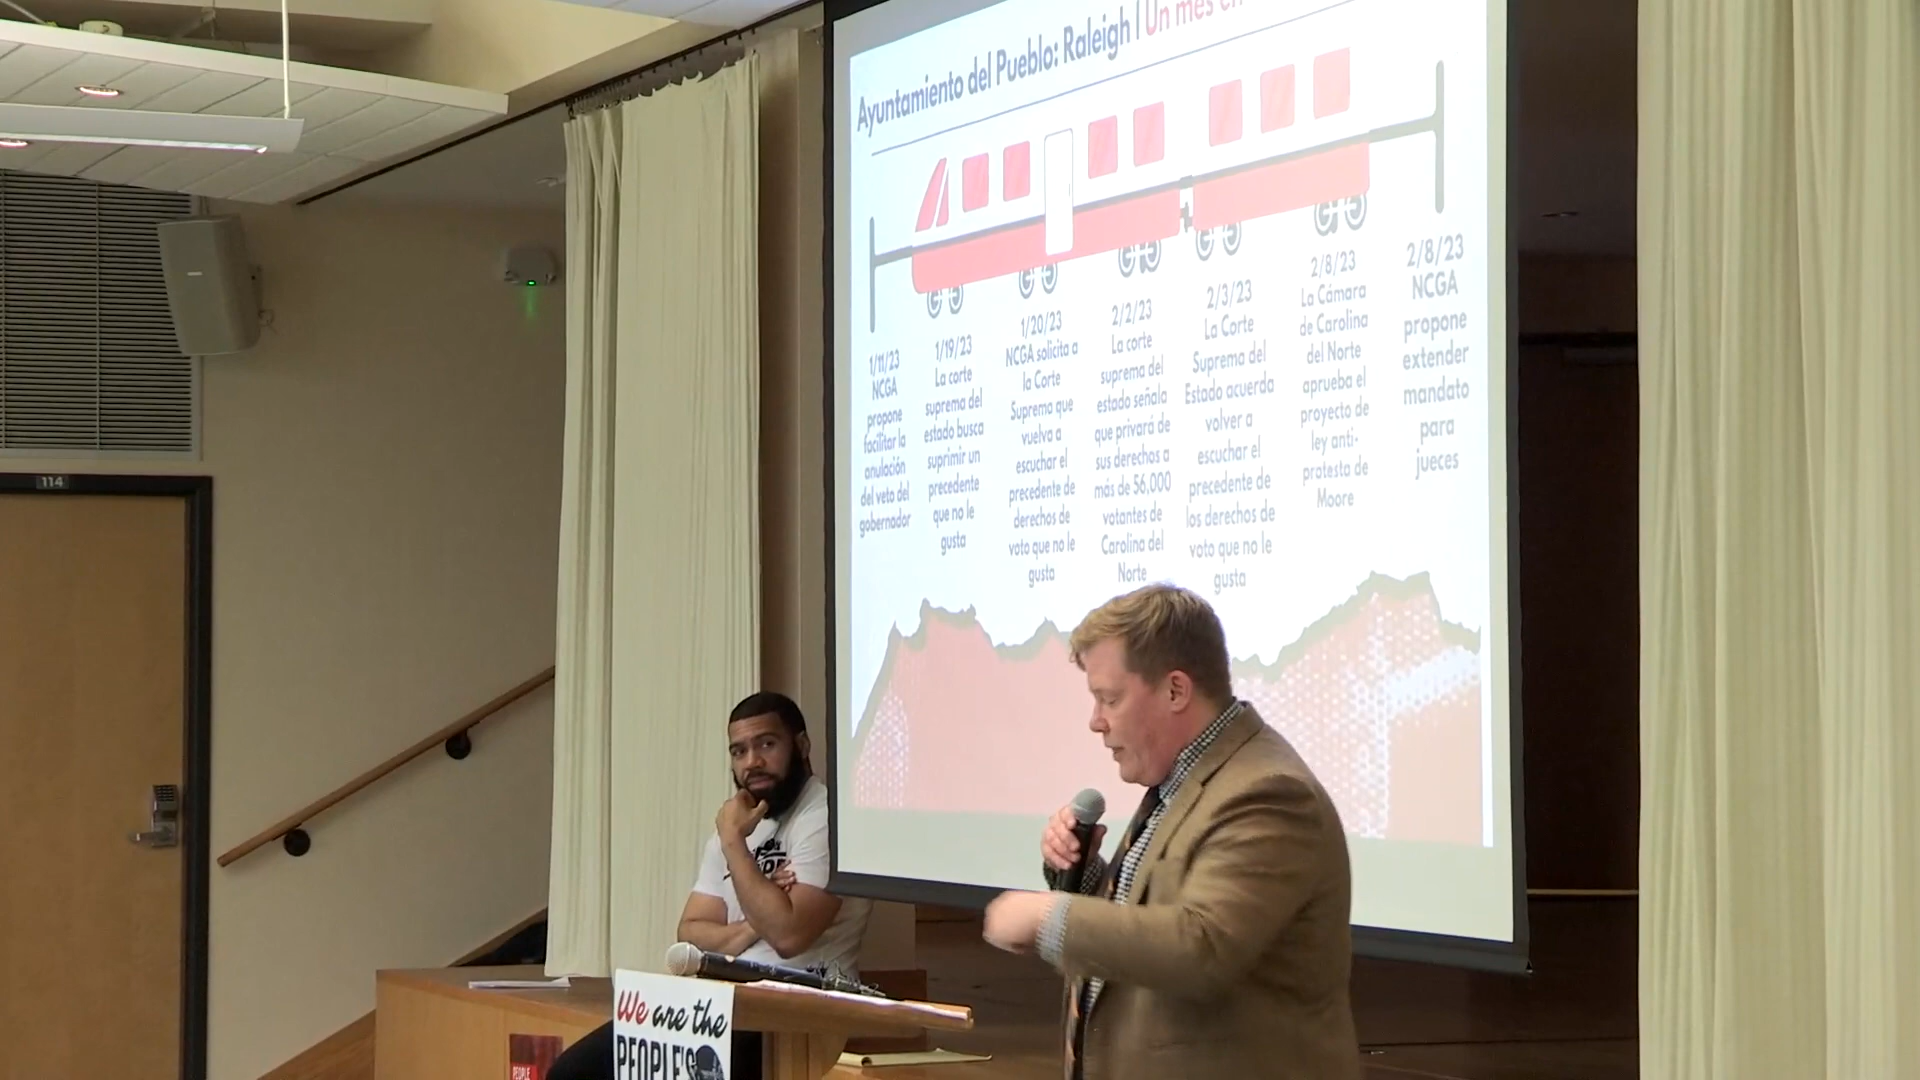 Ayuntamiento del Pueblo: Raleigh | Un mes en
1/11/23
NCGA
propone
facilitar la
anulación
del veto del
gobernador
1/19/23
La corte
suprema del
estado busca
suprimir un
precedente
que no le
gusta
1/20/23
NCGA solicita a
la Corte
Suprema que
vuelva a
escuchar el
precedente de
derechos de
voto que no le
gusta
2/2/23
La corte
suprema del
estado señala
que privará de
sus derechos a
más de 56,000
votantes de
Carolina del
Norte
2/3/23
La Corte
Suprema del
Estado acuerda
volver a
escuchar el
precedente de
los derechos de
voto que no le
gusta
2/8/23
La Cámara
de Carolina
del Norte
aprueba el
proyecto de
ley anti-
protesta de
Moore
2/8/23
NCGA
propone
extender
mandato
para
jueces
114
We are the
PEOPLE'S
PEOPLE